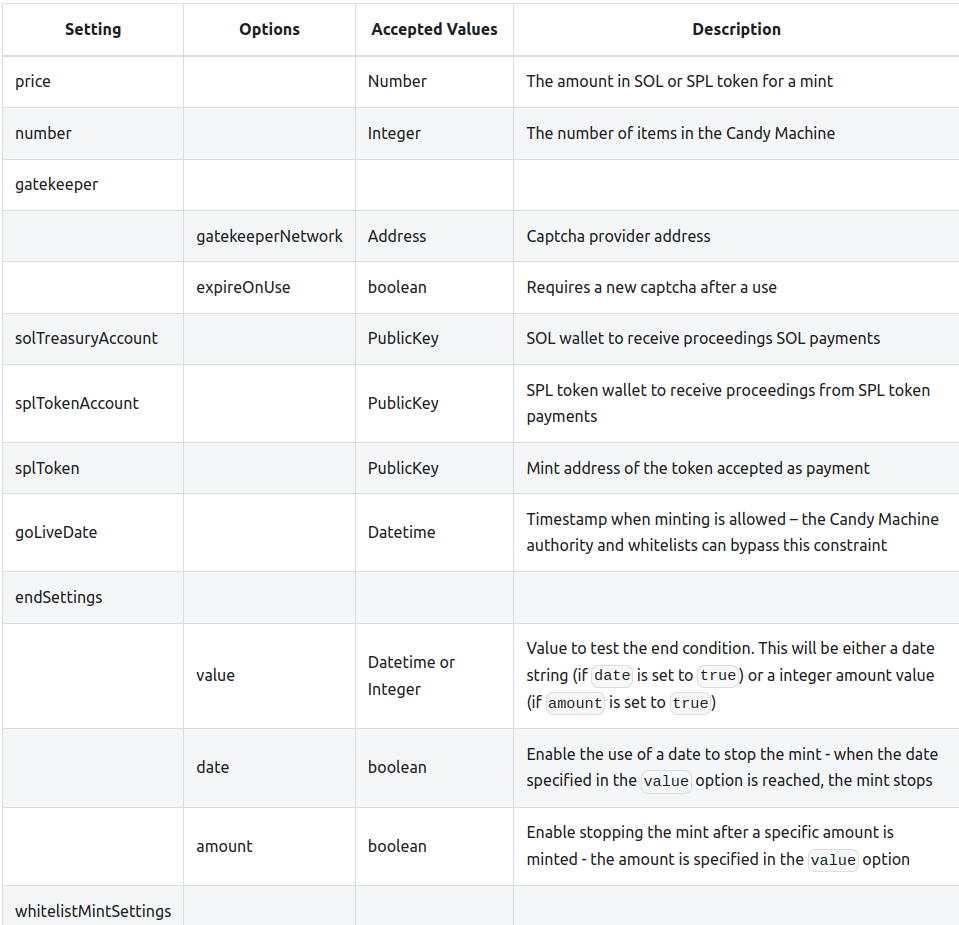 Setting Options Accepted Values Description
price Number The amount in SOL or SPL token for a mint
number Integer The number of items in the Candy Machine
gatekeeper
gatekeeperNetwork Address Captcha provider address
expireOnUse boolean Requires a new captcha after a use
solTreasuryAccount PublicKey SOL wallet to receive proceedings SOL payments
splTokenAccount PublicKey SPL token wallet to receive proceedings from SPL token
payments
splToken PublicKey Mint address of the token accepted as payment
goLiveDate Datetime Timestamp when minting is allowed – the Candy Machine
authority and whitelists can bypass this constraint
endSettings
value Datetime or
Integer
Value to test the end condition. This will be either a date
string (if date is set to true) or a integer amount value
(if amount is set to true)
date boolean Enable the use of a date to stop the mint - when the date
specified in the value option is reached, the mint stops
amount boolean Enable stopping the mint after a specific amount is
minted - the amount is specified in the value option
whitelistMintSettings